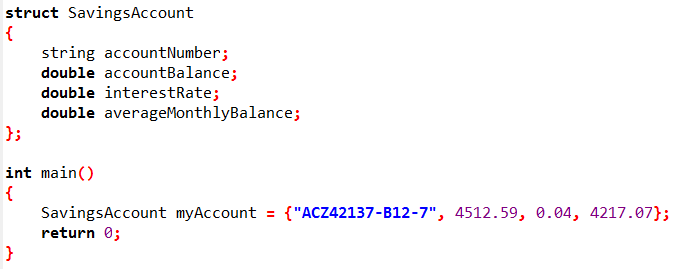 struct SavingsAccount
{
    string accountNumber;
    double accountBalance;
    double interestRate;
    double averageMonthlyBalance;
};

int main()
{
    SavingsAccount myAccount = {"ACZ42137-B12-7", 4512.59, 0.04, 4217.07};
    return 0;
}